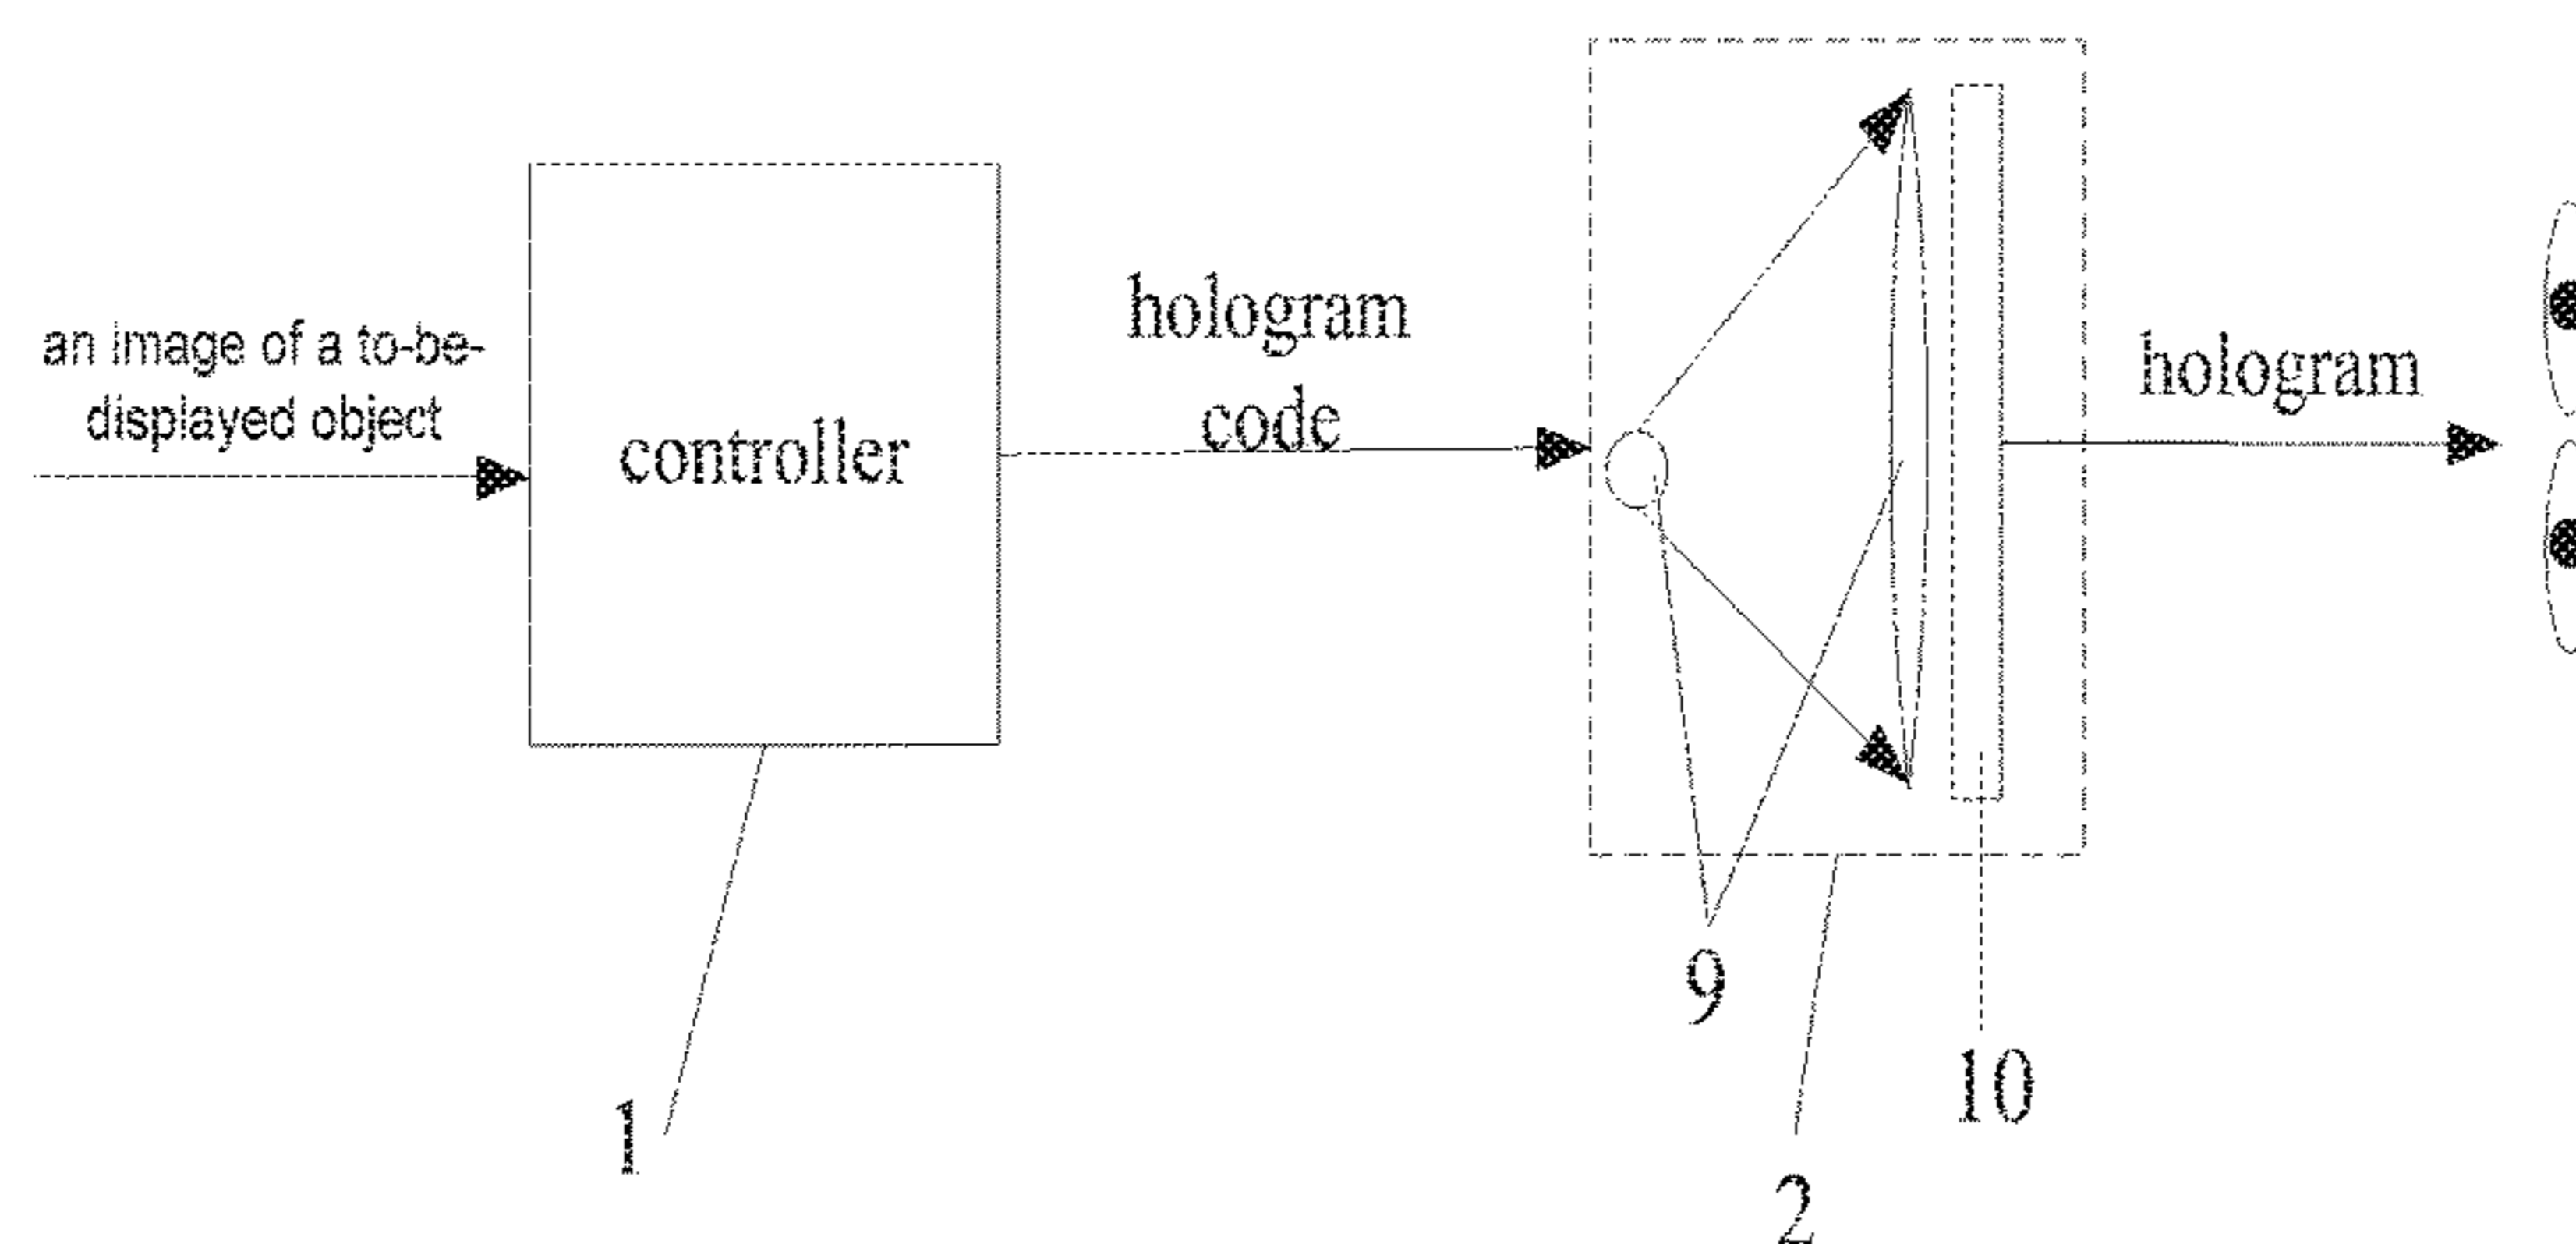 an image of a to-be-
displayed object
controller
hologram
code
hologram
1
9
10
2